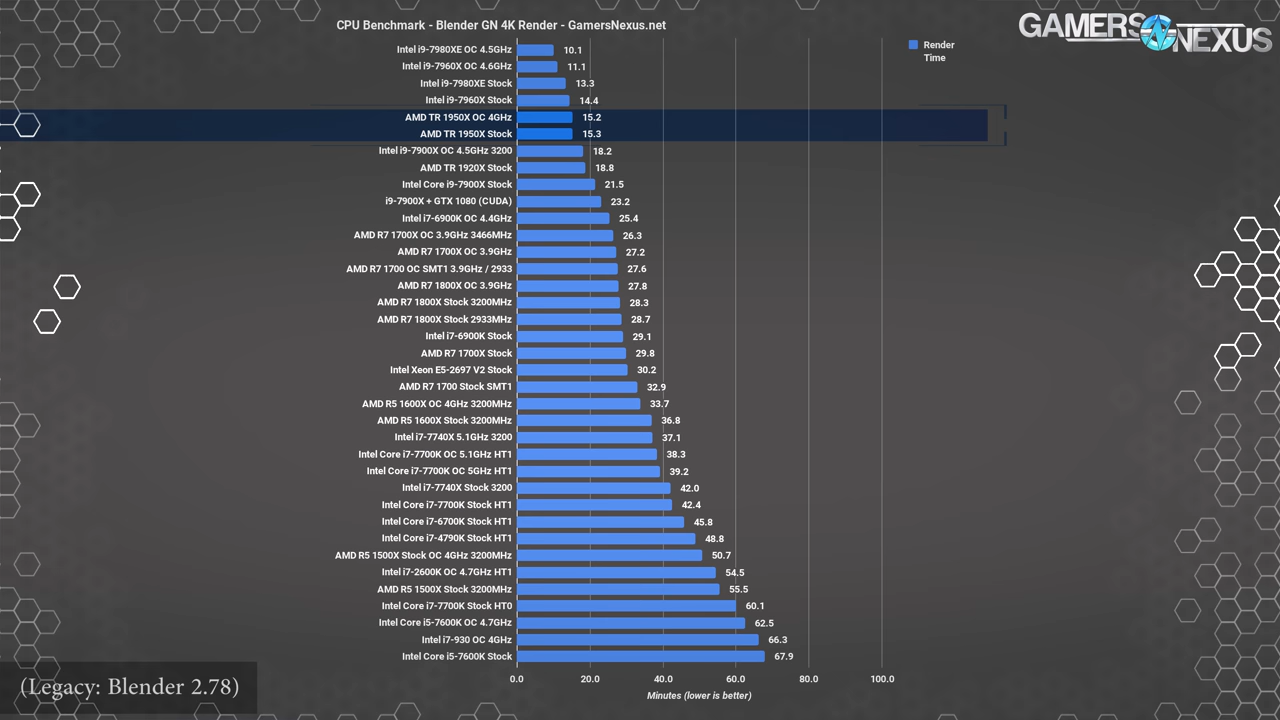 CPU Benchmark - Blender GN 4K Render - GamersNexus.net
GAMERS NEXUS
Render
Time
Intel i9-7980XE OC 4.5GHz 10.1
Intel i9-7960X OC 4.6GHz 11.1
Intel i9-7980XE Stock 13.3
Intel i9-7960X Stock 14.4
AMD TR 1950X OC 4GHz 15.2
AMD TR 1950X Stock 15.3
Intel i9-7900X OC 4.5GHz 3200 18.2
AMD TR 1920X Stock 18.8
Intel Core i9-7900X Stock 21.5
i9-7900X + GTX 1080 (CUDA) 23.2
Intel i7-6900K OC 4.4GHz 25.4
AMD R7 1700X OC 3.9GHz 3466MHz 26.3
AMD R7 1700X OC 3.9GHz 27.2
AMD R7 1700 OC SMT1 3.9GHz / 2933 27.6
AMD R7 1800X OC 3.9GHz 27.8
AMD R7 1800X Stock 3200MHz 28.3
AMD R7 1800X Stock 2933MHz 28.7
Intel i7-6900K Stock 29.1
AMD R7 1700X Stock 29.8
Intel Xeon E5-2697 V2 Stock 30.2
AMD R7 1700 Stock SMT1 32.9
AMD R5 1600X OC 4GHz 3200MHz 33.7
AMD R5 1600X Stock 3200MHz 36.8
Intel i7-7740X 5.1GHz 3200 37.1
Intel Core i7-7700K OC 5.1GHz HT1 38.3
Intel Core i7-7700K OC 5GHz HT1 39.2
Intel i7-7740X Stock 3200 42.0
Intel Core i7-7700K Stock HT1 42.4
Intel Core i7-6700K Stock HT1 45.8
Intel Core i7-4790K Stock HT1 48.8
AMD R5 1500X Stock OC 4GHz 3200MHz 50.7
Intel i7-2600K OC 4.7GHz HT1 54.5
AMD R5 1500X Stock 3200MHz 55.5
Intel Core i7-7700K Stock HT0 60.1
Intel Core i5-7600K OC 4.7GHz 62.5
Intel i7-930 OC 4GHz 66.3
Intel Core i5-7600K Stock 67.9
0.0 20.0 40.0 60.0 80.0 100.0
Minutes (lower is better)
(Legacy: Blender 2.78)